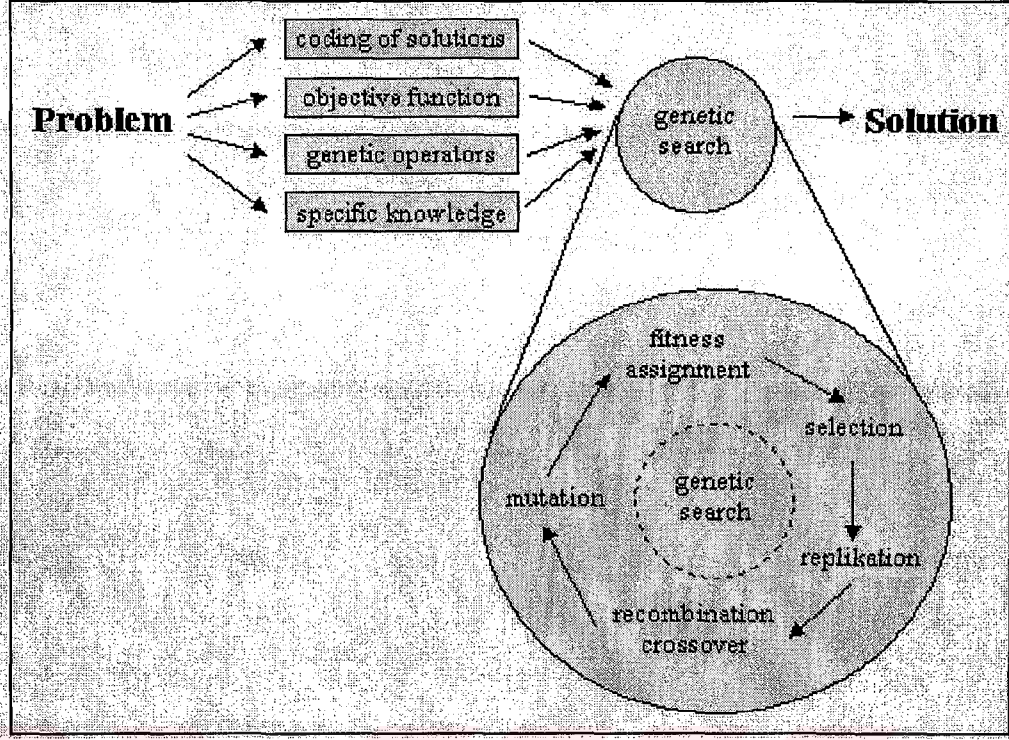 coding of solutions
objective function
Problem
genetic operators
specific knowledge
genetic
search
Solution
fitness
assignment
selection
mutation
genetic
search
replikation
recombination
crossover